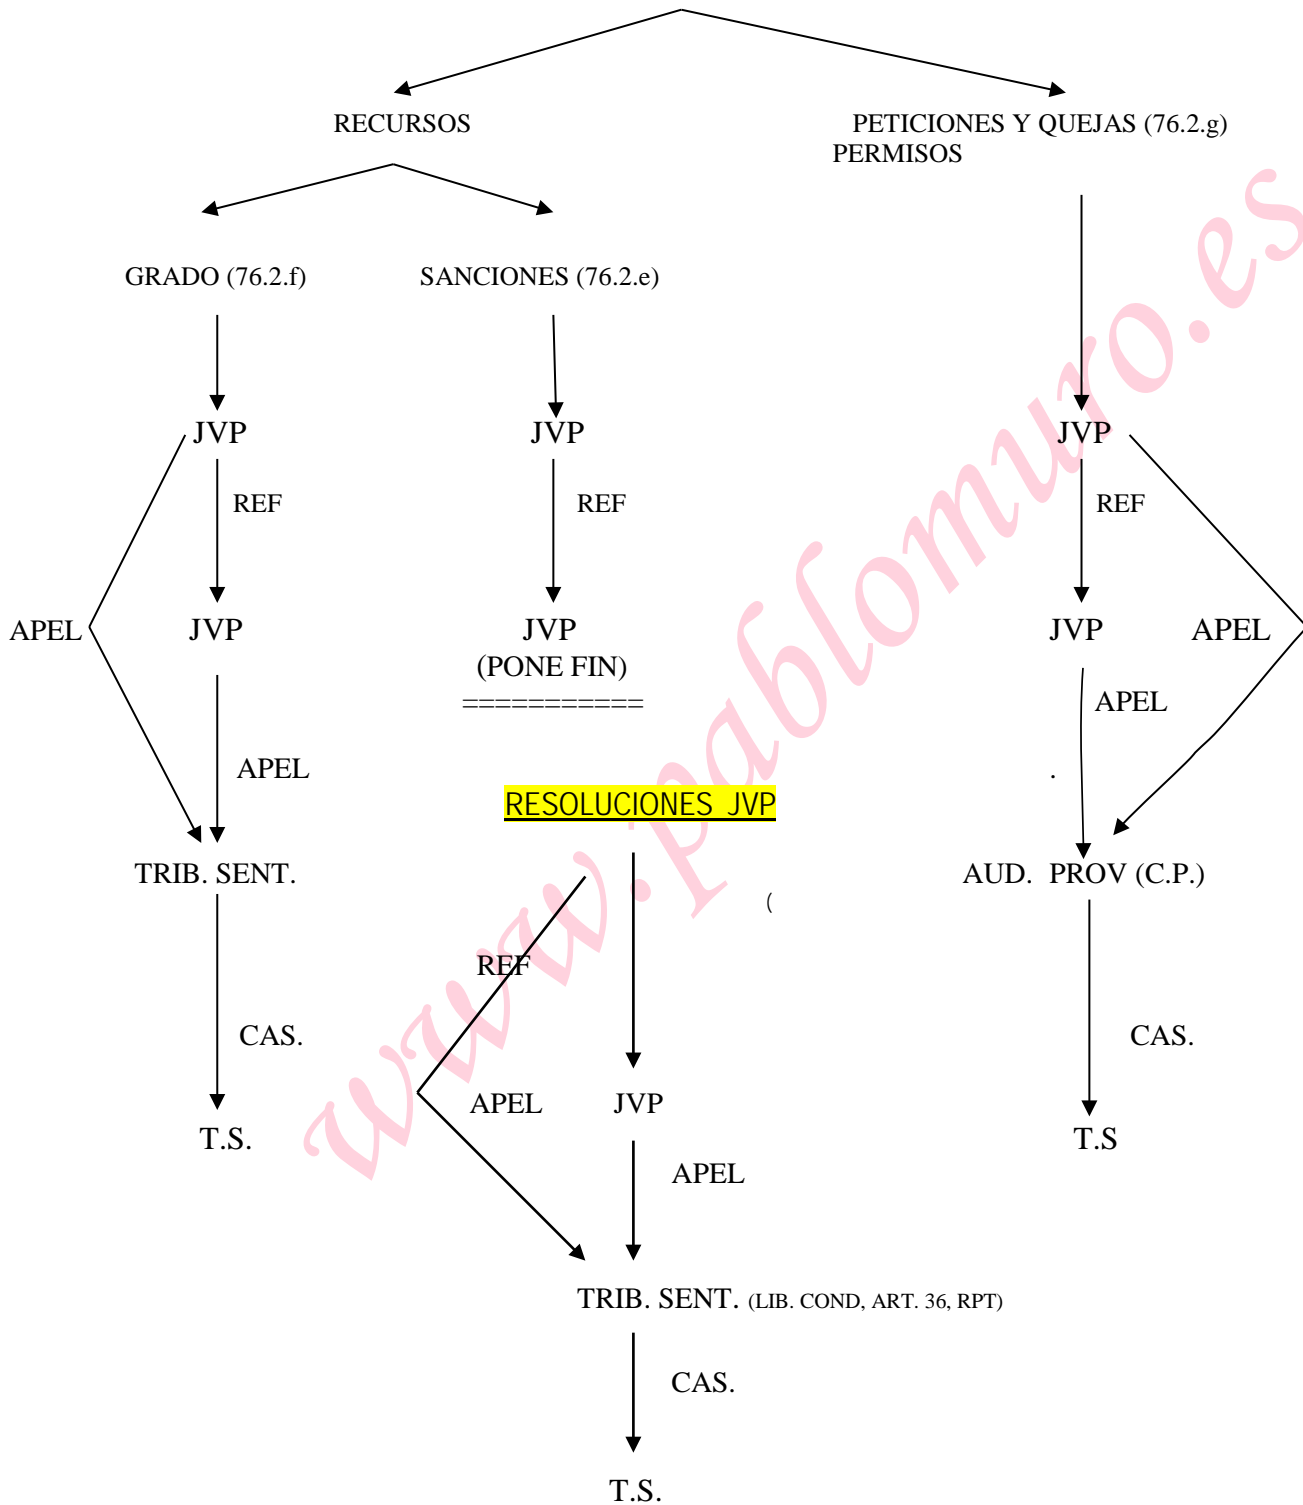 RECURSOS
PETICIONES Y QUEJAS (76.2.g)
PERMISOS
GRADO (76.2.f)
SANCIONES (76.2.e)
JVP
JVP
JVP
REF
REF
REF
APEL
JVP
JVP
(PONE FIN)
===========
JVP
APEL
APEL
APEL
.
RESOLUCIONES JVP
TRIB. SENT.
AUD. PROV (C.P.)
(
REF
CAS.
CAS.
APEL
JVP
T.S.
T.S
APEL
TRIB. SENT. (LIB. COND, ART. 36, RPT)
CAS.
T.S.
www.pablomuro.es